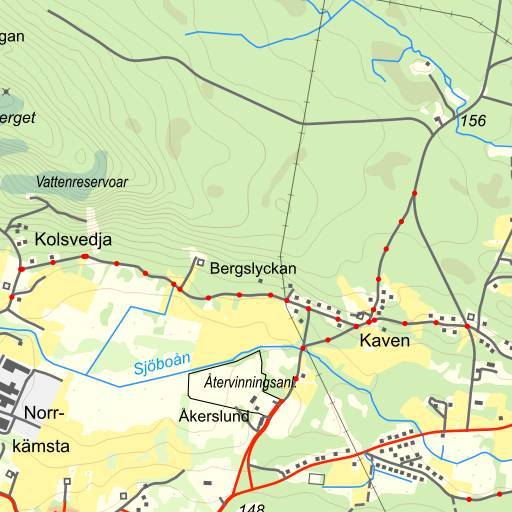 gan
erget
156
Vattenreservoar
Kolsvedja
Bergslyckan
Kaven
Sjöboån
Återvinningsanl.
Åkerslund
Norr-
kämsta
148